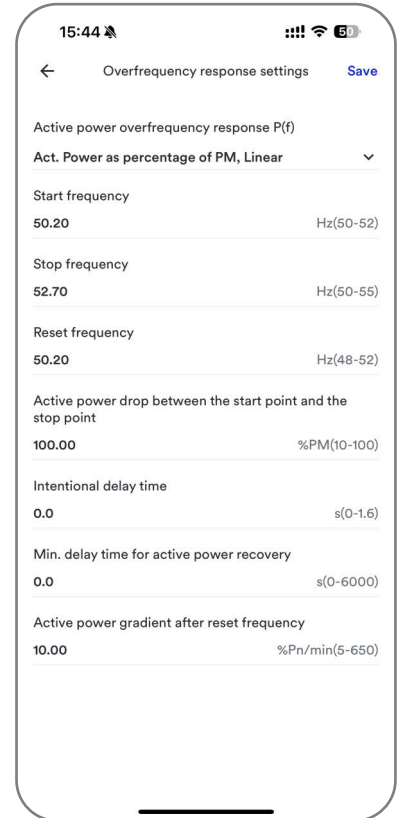 15:44
50
Overfrequency response settings Save
Active power overfrequency response P(f)
Act. Power as percentage of PM, Linear
Start frequency
50.20 Hz(50-52)
Stop frequency
52.70 Hz(50-55)
Reset frequency
50.20 Hz(48-52)
Active power drop between the start point and the
stop point
100.00 %PM(10-100)
Intentional delay time
0.0 s(0-1.6)
Min. delay time for active power recovery
0.0 s(0-6000)
Active power gradient after reset frequency
10.00 %Pn/min(5-650)